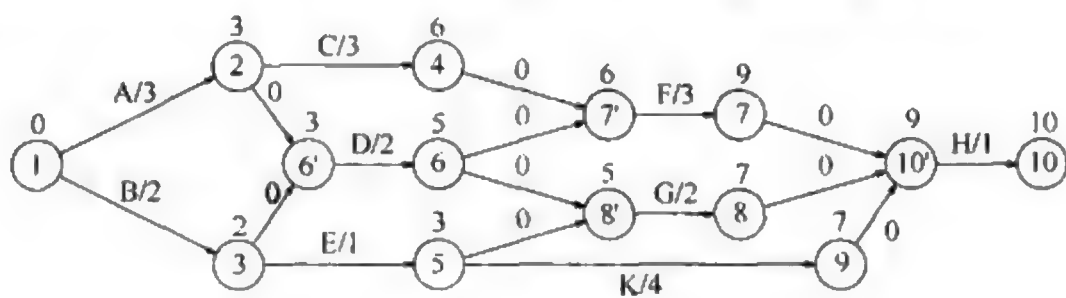 3 C/3 6
2 4
A/3 0 0 6 F/3 9
0 3 7' 7 0 9 H/1 10
1 D/2 5 0
6' 6 10' 10
B/2 0 0 5 G/2 7 0
2 3 0 8' 8 7 0
3 E/1 5 9
K/4